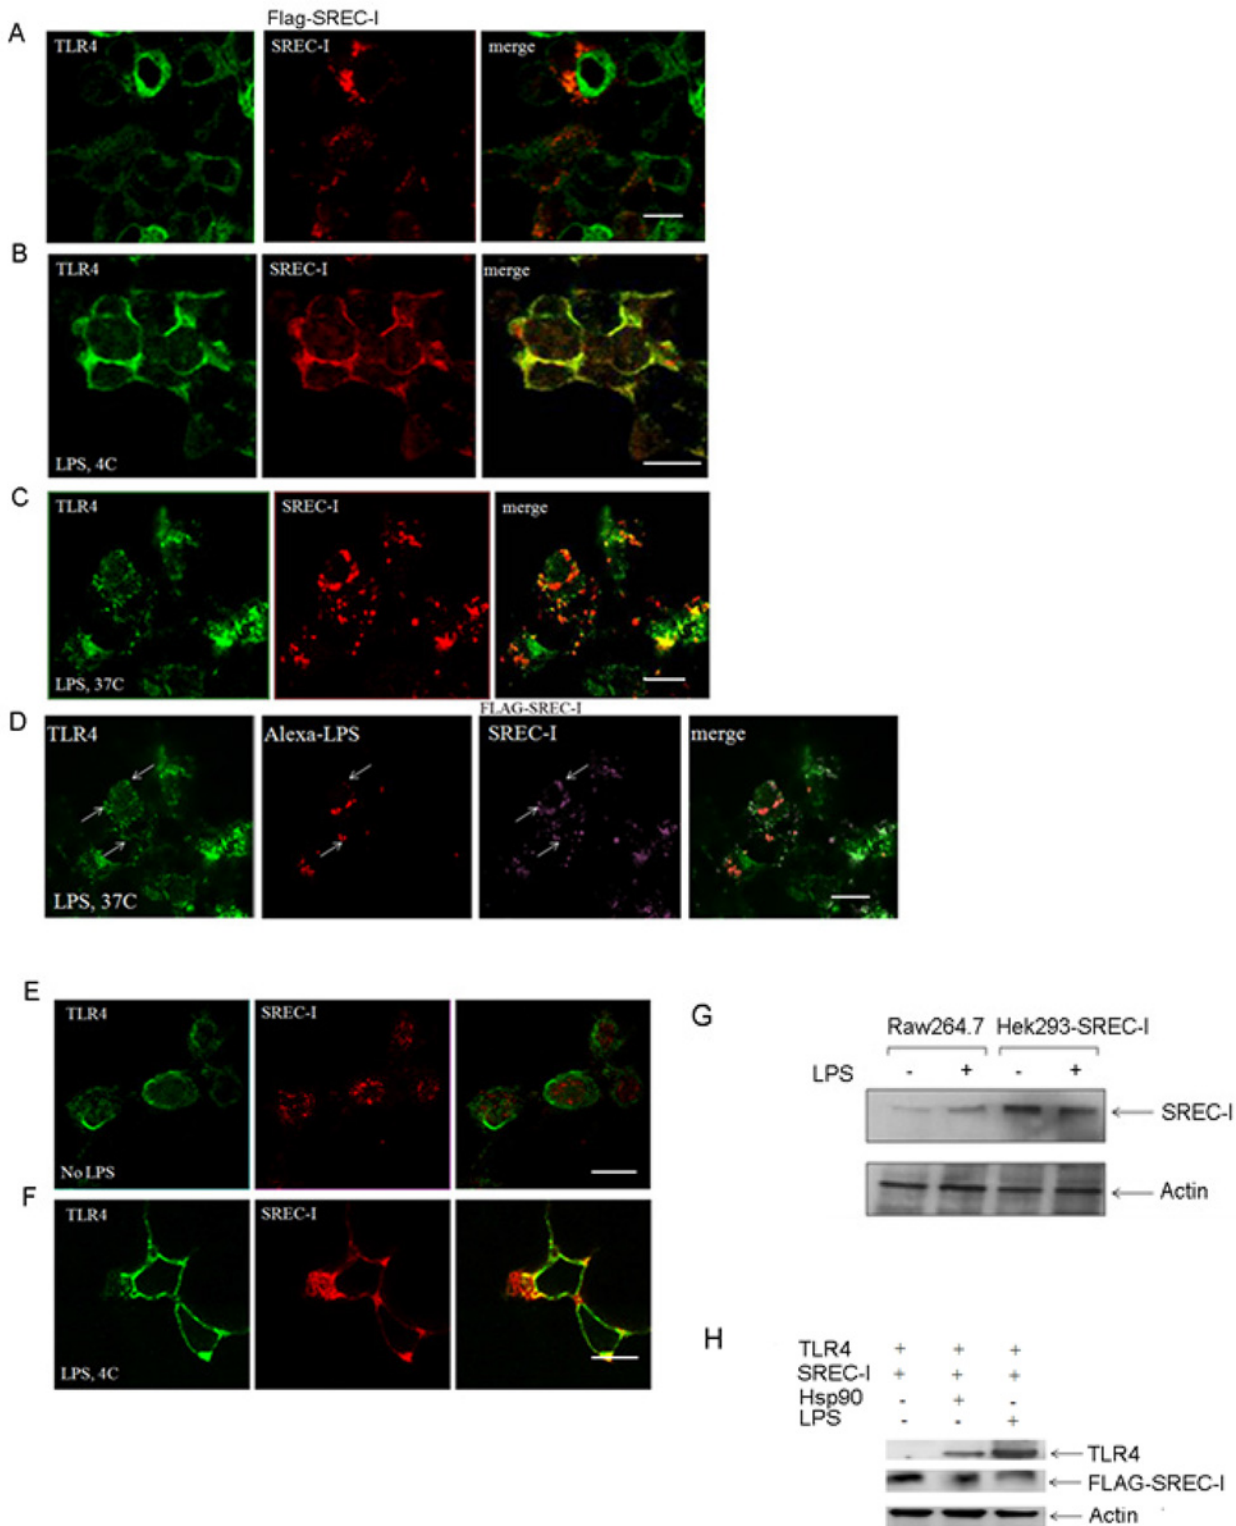 Flag-SREC-I
A
TLR4 SREC-I merge
B
TLR4 SREC-I merge
LPS, 4C
C
TLR4 SREC-I merge
LPS, 37C
FLAG-SREC-I
D
TLR4 Alexa-LPS SREC-I merge
LPS, 37C
E
TLR4 SREC-I
No LPS
F
TLR4 SREC-I
LPS, 4C
G
Raw264.7 Hek293-SREC-I
LPS - + - +
SREC-I
Actin
H
TLR4 + + +
SREC-I + + +
Hsp90 - + -
LPS - - +
TLR4
FLAG-SREC-I
Actin